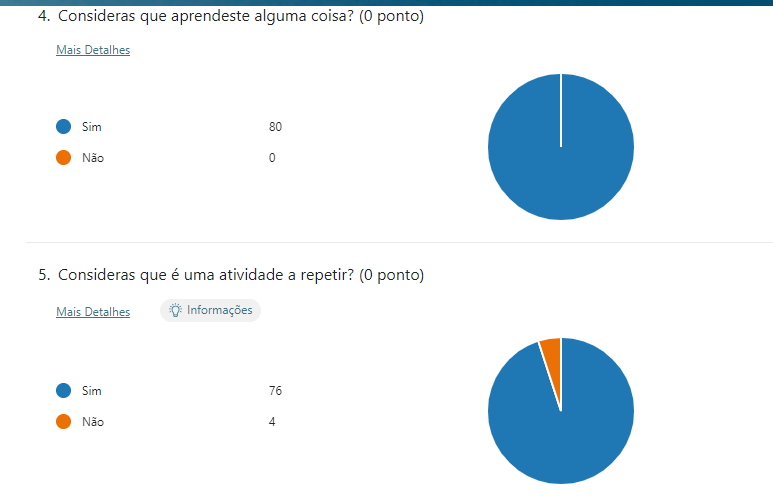 4. Consideras que aprendeste alguma coisa? (0 ponto)
Mais Detalhes
Sim 80
Não 0
5. Consideras que é uma atividade a repetir? (0 ponto)
Mais Detalhes Informações
Sim 76
Não 4